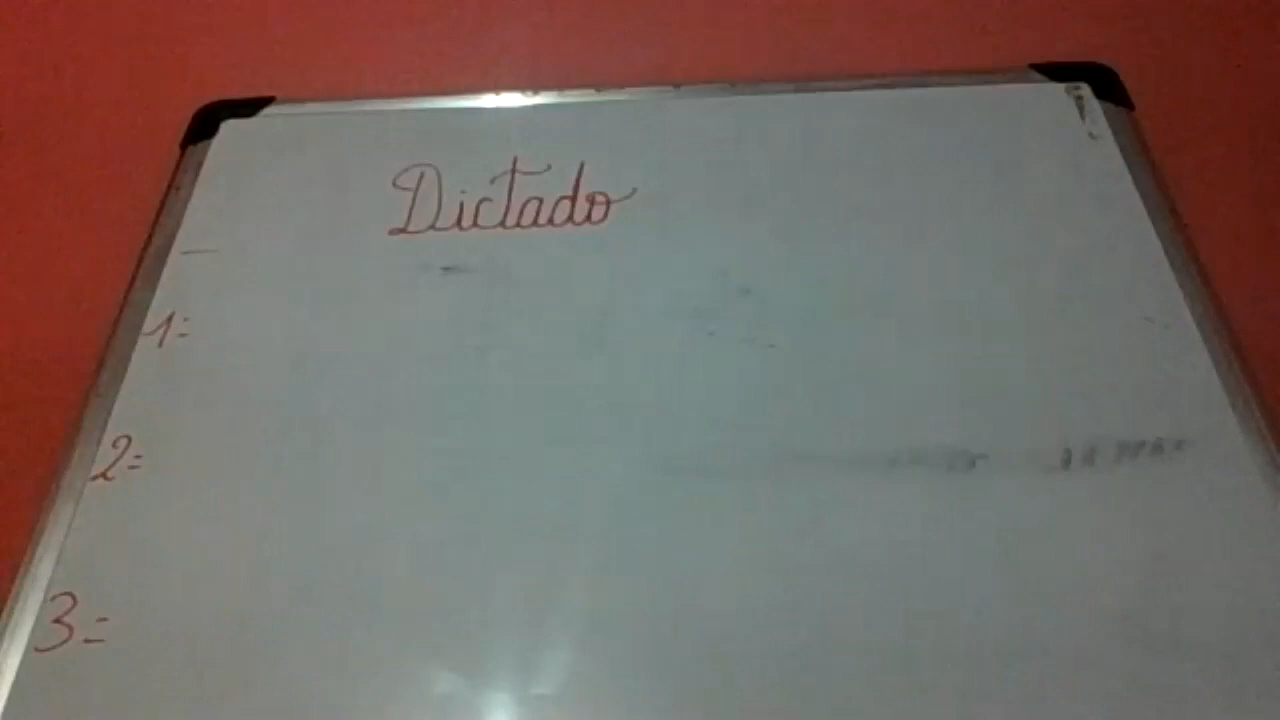 Dictado
1=
2=
3=